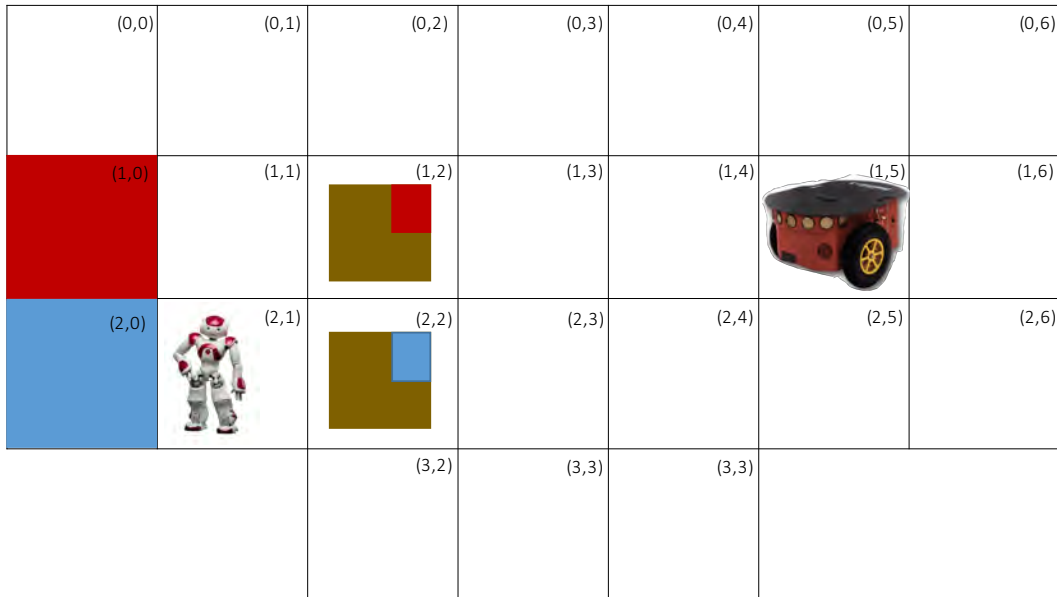 (0,0) (0,1) (0,2) (0,3) (0,4) (0,5) (0,6)
(1,0) (1,1) (1,2) (1,3) (1,4) (1,5) (1,6)
(2,0) (2,1) (2,2) (2,3) (2,4) (2,5) (2,6)
(3,2) (3,3) (3,3)